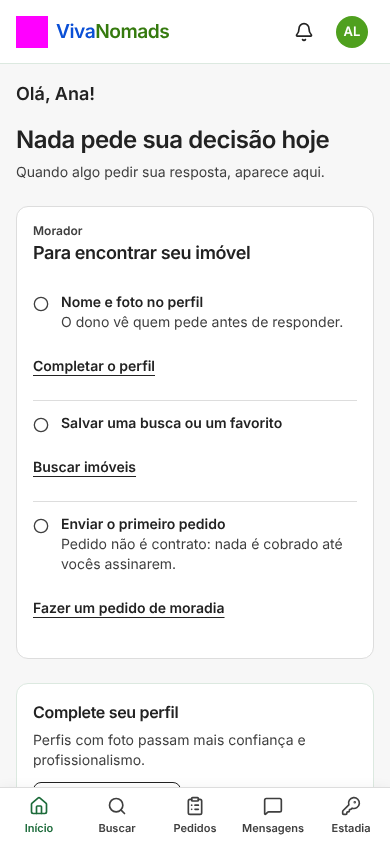 VivaNomads
AL
Olá, Ana!
Nada pede sua decisão hoje
Quando algo pedir sua resposta, aparece aqui.
Morador
Para encontrar seu imóvel
Nome e foto no perfil
O dono vê quem pede antes de responder.
Completar o perfil
Salvar uma busca ou um favorito
Buscar imóveis
Enviar o primeiro pedido
Pedido não é contrato: nada é cobrado até
vocês assinarem.
Fazer um pedido de moradia
Complete seu perfil
Perfis com foto passam mais confiança e
profissionalismo.
Início
Buscar
Pedidos
Mensagens
Estadia